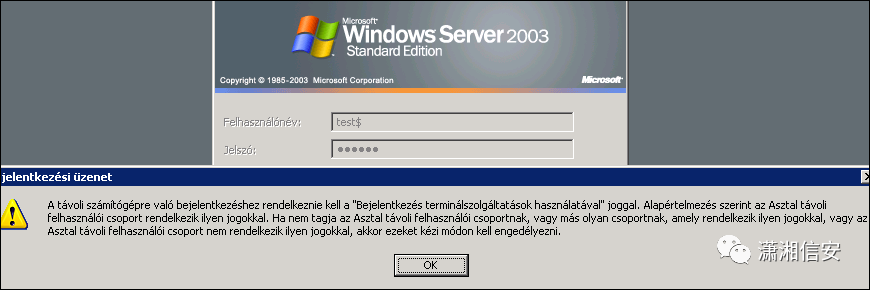 Microsoft®
Windows Server 2003
Standard Edition
Copyright © 1985-2003 Microsoft Corporation
Microsoft
Felhasználónév:
test$
Jelszó:
●●●●●●
jelentkezési üzenet
A távoli számítógépre való bejelentkezéshez rendelkeznie kell a "Bejelentkezés terminálszolgáltatások használatával" joggal. Alapértelmezés szerint az Asztal távoli
felhasználói csoport rendelkezik ilyen jogokkal. Ha nem tagja az Asztal távoli felhasználói csoportnak, vagy más olyan csoportnak, amely rendelkezik ilyen jogokkal, vagy az
Asztal távoli felhasználói csoport nem rendelkezik ilyen jogokkal, akkor ezeket kézi módon kell engedélyezni.
OK
潇湘信安